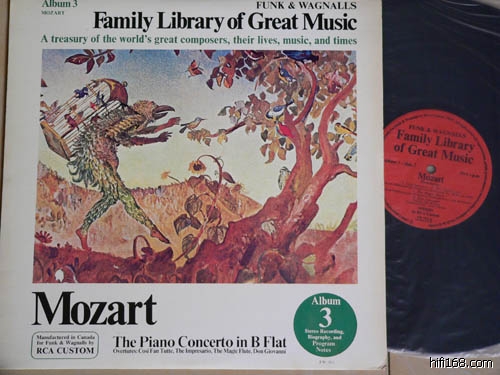 Album 3
MOZART
FUNK & WAGNALLS
Family Library of Great Music
A treasury of the world's great composers, their lives, music, and times
Mozart
Manufactured in Canada
for Funk & Wagnalls by
RCA CUSTOM
The Piano Concerto in B Flat
Overtures: Cosi Fan Tutte, The Impresario, The Magic Flute, Don Giovanni
Album
3
Stereo Recording,
Biography, and
Program
Notes
FUNK & WAGNALLS
Family Library
of Great Music
Mozart
hifi168.com